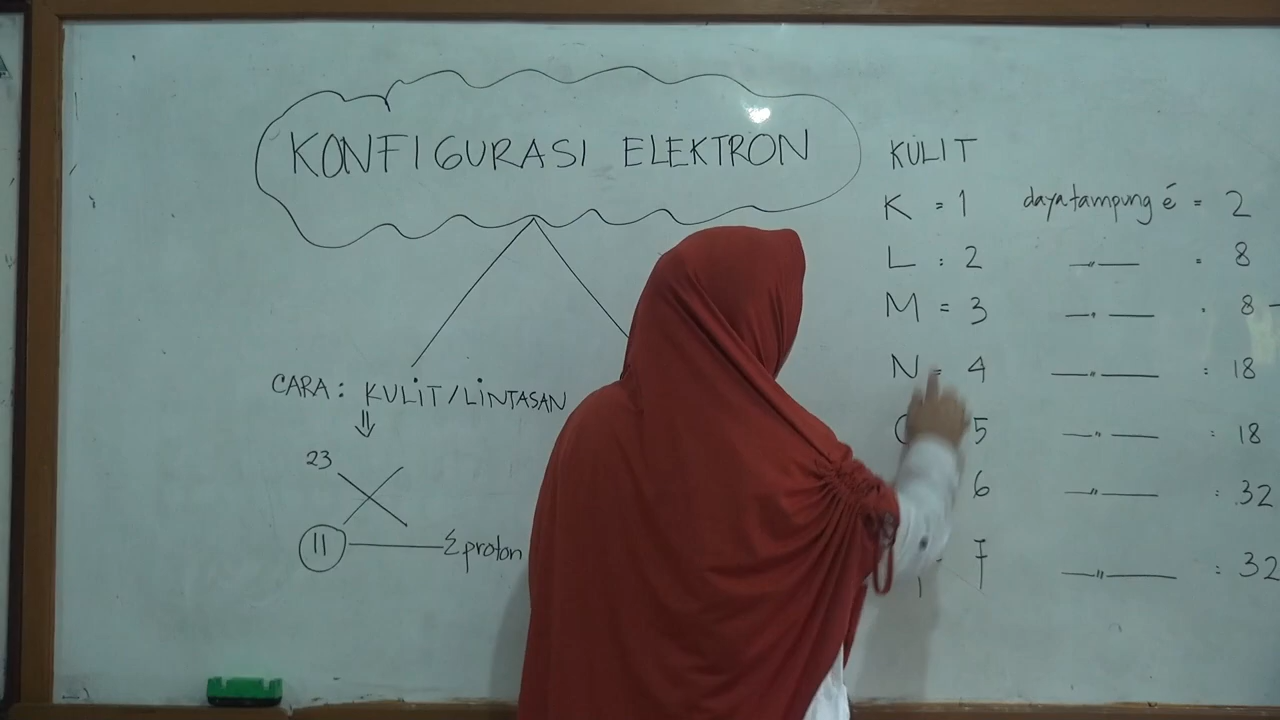 KONFIGURASI ELEKTRON
CARA : KULIT/LINTASAN
23
11
Σ proton
KULIT
K = 1 dayatampung é = 2
L : 2 —〃— = 8
M = 3 —〃— . 8 -
N = 4 —〃— : 18
5 —〃— : 18
6 —〃— : 32
7 —〃— : 32